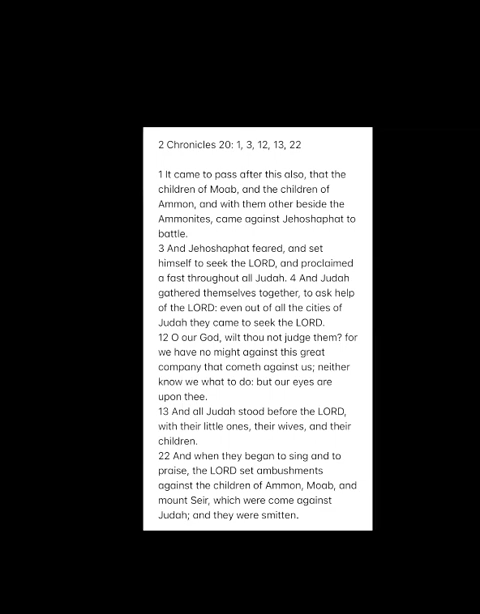 2 Chronicles 20: 1, 3, 12, 13, 22
1 It came to pass after this also, that the
children of Moab, and the children of
Ammon, and with them other beside the
Ammonites, came against Jehoshaphat to
battle.
3 And Jehoshaphat feared, and set
himself to seek the LORD, and proclaimed
a fast throughout all Judah. 4 And Judah
gathered themselves together, to ask help
of the LORD: even out of all the cities of
Judah they came to seek the LORD.
12 O our God, wilt thou not judge them? for
we have no might against this great
company that cometh against us; neither
know we what to do: but our eyes are
upon thee.
13 And all Judah stood before the LORD,
with their little ones, their wives, and their
children.
22 And when they began to sing and to
praise, the LORD set ambushments
against the children of Ammon, Moab, and
mount Seir, which were come against
Judah; and they were smitten.